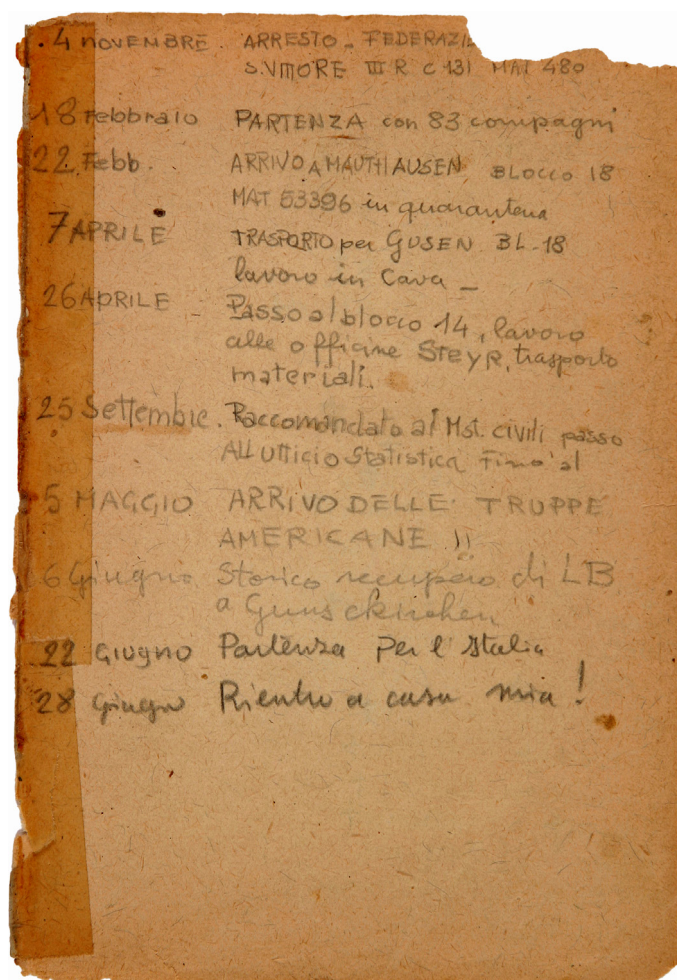 4 NOVEMBRE. ARRESTO - FEDERAZI
S.VITTORE III R C 131 MAT 480
18 Febbraio PARTENZA con 83 compagni
22 Febb. ARRIVO A MAUTHAUSEN BLOCCO 18
MAT 53396 in quarantena
7 APRILE TRASPORTO per GUSEN BL-18
lavoro in Cava -
26 APRILE - Passo al blocco 14, lavoro
alle officine STEYR, trasporto
materiali.
25 Settembre. Raccomandato ai Mst. civili passo
All ufficio Statistica fino al
5 MAGGIO ARRIVO DELLE TRUPPE
AMERICANE !!
6 Giugno Storico recupero di LB
a Gunskirchen
22 GIUGNO Partenza per l'Italia
28 Giugno Rientro a casa mia!